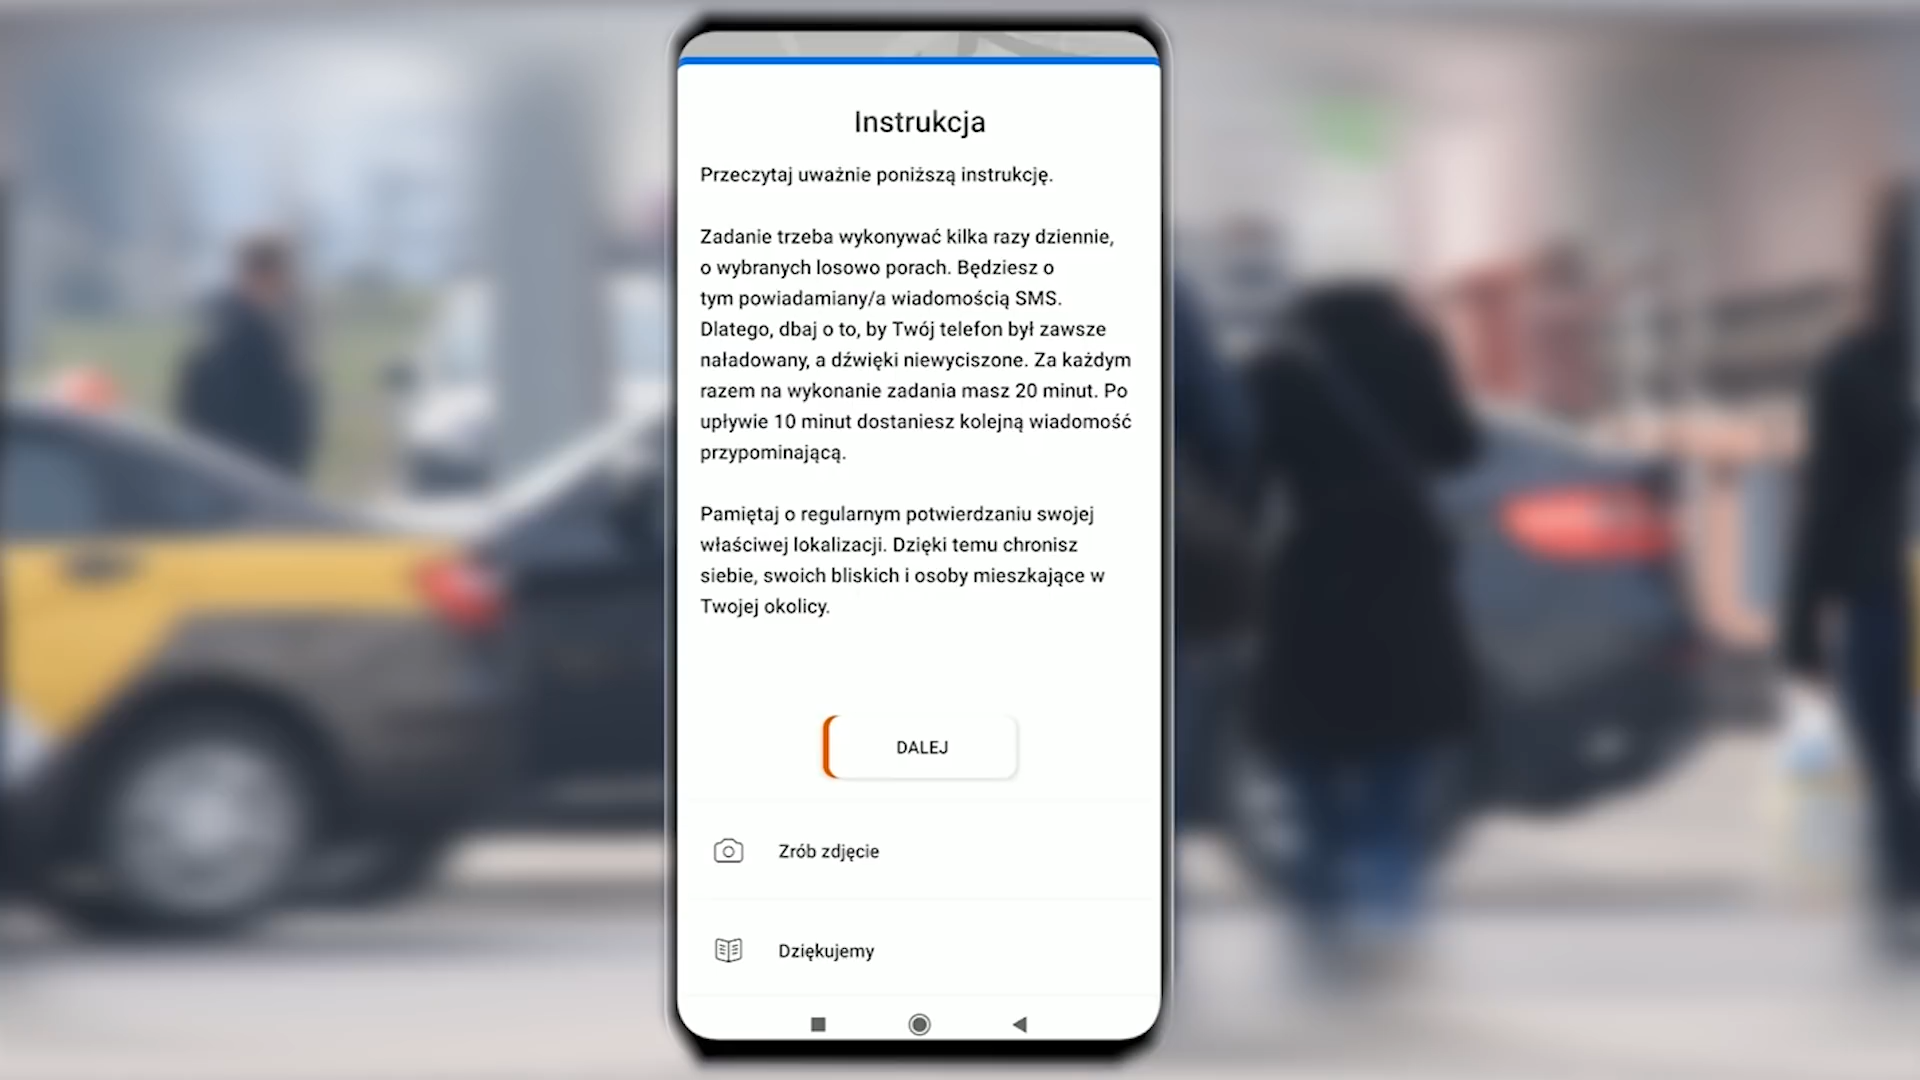 Instrukcja
Przeczytaj uważnie poniższą instrukcję.
Zadanie trzeba wykonywać kilka razy dziennie,
o wybranych losowo porach. Będziesz o
tym powiadamiany/a wiadomością SMS.
Dlatego, dbaj o to, by Twój telefon był zawsze
naładowany, a dźwięki niewyciszone. Za każdym
razem na wykonanie zadania masz 20 minut. Po
upływie 10 minut dostaniesz kolejną wiadomość
przypominającą.
Pamiętaj o regularnym potwierdzaniu swojej
właściwej lokalizacji. Dzięki temu chronisz
siebie, swoich bliskich i osoby mieszkające w
Twojej okolicy.
DALEJ
Zrób zdjęcie
Dziękujemy